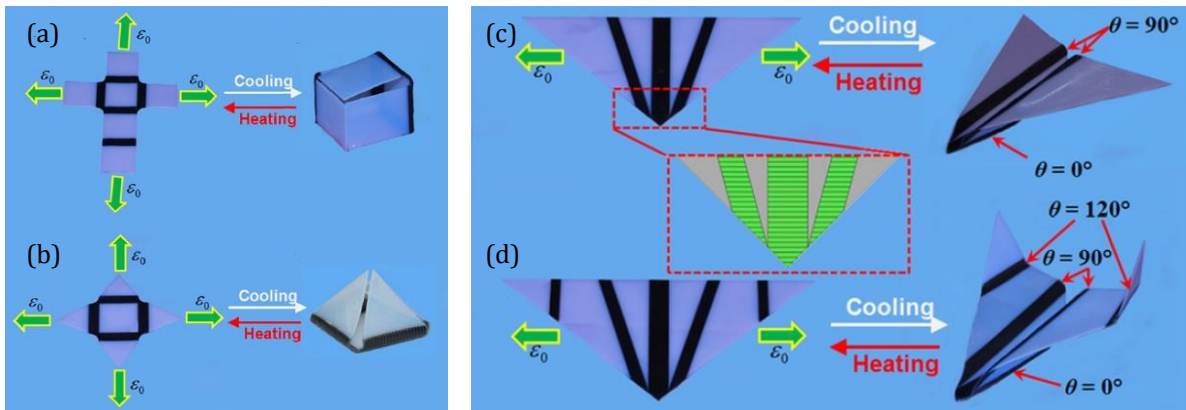 (a)
ε₀
ε₀
ε₀
Cooling
Heating
ε₀
(b)
ε₀
ε₀
ε₀
Cooling
Heating
ε₀
(c)
ε₀
ε₀
Cooling
Heating
θ = 90°
θ = 0°
(d)
ε₀
ε₀
Cooling
Heating
θ = 120°
θ = 90°
θ = 0°